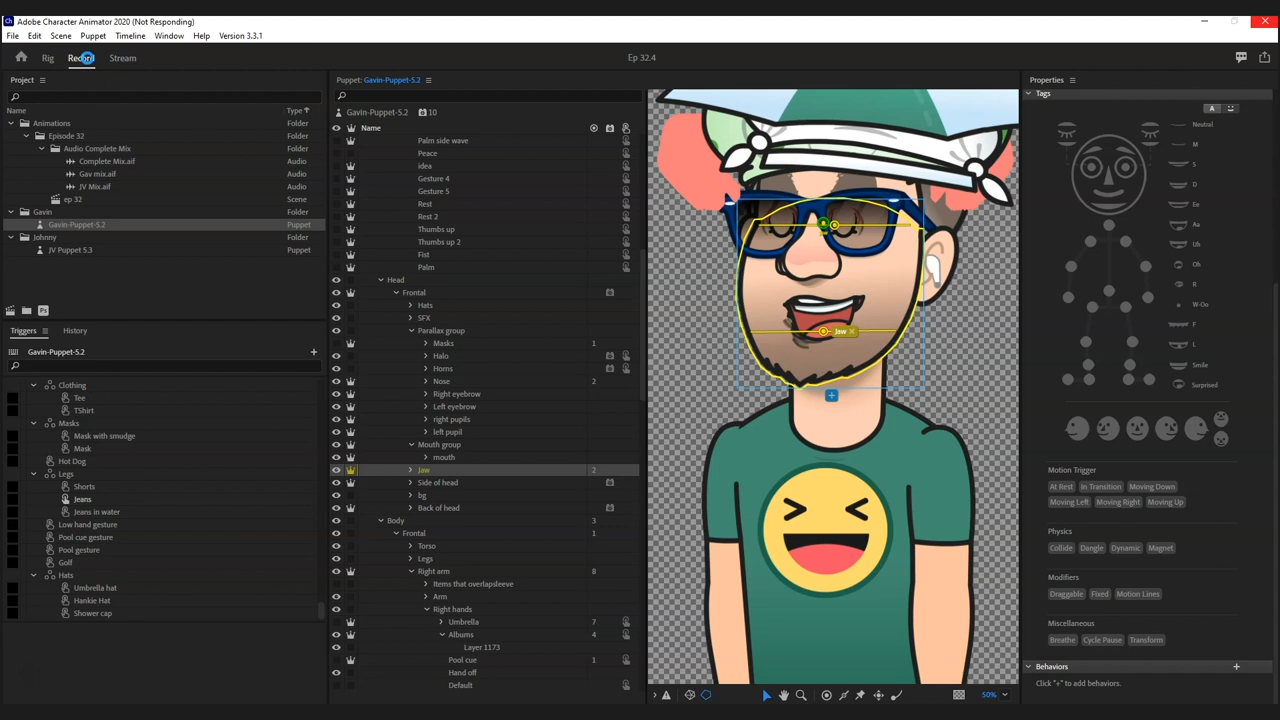 Ch Adobe Character Animator 2020 (Not Responding)
File Edit Scene Puppet Timeline Window Help Version 3.3.1
Rig Record Stream Ep 32.4
Project
Name Type
Animations Folder
Episode 32 Folder
Audio Complete Mix Folder
Complete Mix.aif Audio
Gav mix.aif Audio
JV Mix.aif Audio
ep 32 Scene
Gavin Folder
Gavin-Puppet-5.2 Puppet
Johnny Folder
JV Puppet 5.3 Puppet
Ps
Triggers History
Gavin-Puppet-5.2
Clothing
Tee
TShirt
Masks
Mask with smudge
Mask
Hot Dog
Legs
Shorts
Jeans
Jeans in water
Low hand gesture
Pool cue gesture
Pool gesture
Golf
Hats
Umbrella hat
Hankie Hat
Shower cap
Puppet: Gavin-Puppet-5.2
Gavin-Puppet-5.2 10
Name
Palm side wave
Peace
idea
Gesture 4
Gesture 5
Rest
Rest 2
Thumbs up
Thumbs up 2
Fist
Palm
Head
Frontal
Hats
SFX
Parallax group
Masks 1
Halo
Horns
Nose 2
Right eyebrow
Left eyebrow
right pupils
left pupil
Mouth group
mouth
Jaw 2
Side of head
bg
Back of head
Body 3
Frontal 1
Torso
Legs
Right arm 8
Items that overlapsleeve
Arm
Right hands
Umbrella 7
Albums 4
Layer 1173
Pool cue 1
Hand off
Default
Jaw
50%
Properties
Tags
A
Neutral
M
S
D
Ee
Aa
Uh
Oh
R
W-Oo
F
L
Smile
Surprised
Motion Trigger
At Rest In Transition Moving Down
Moving Left Moving Right Moving Up
Physics
Collide Dangle Dynamic Magnet
Modifiers
Draggable Fixed Motion Lines
Miscellaneous
Breathe Cycle Pause Transform
Behaviors
Click "+" to add behaviors.